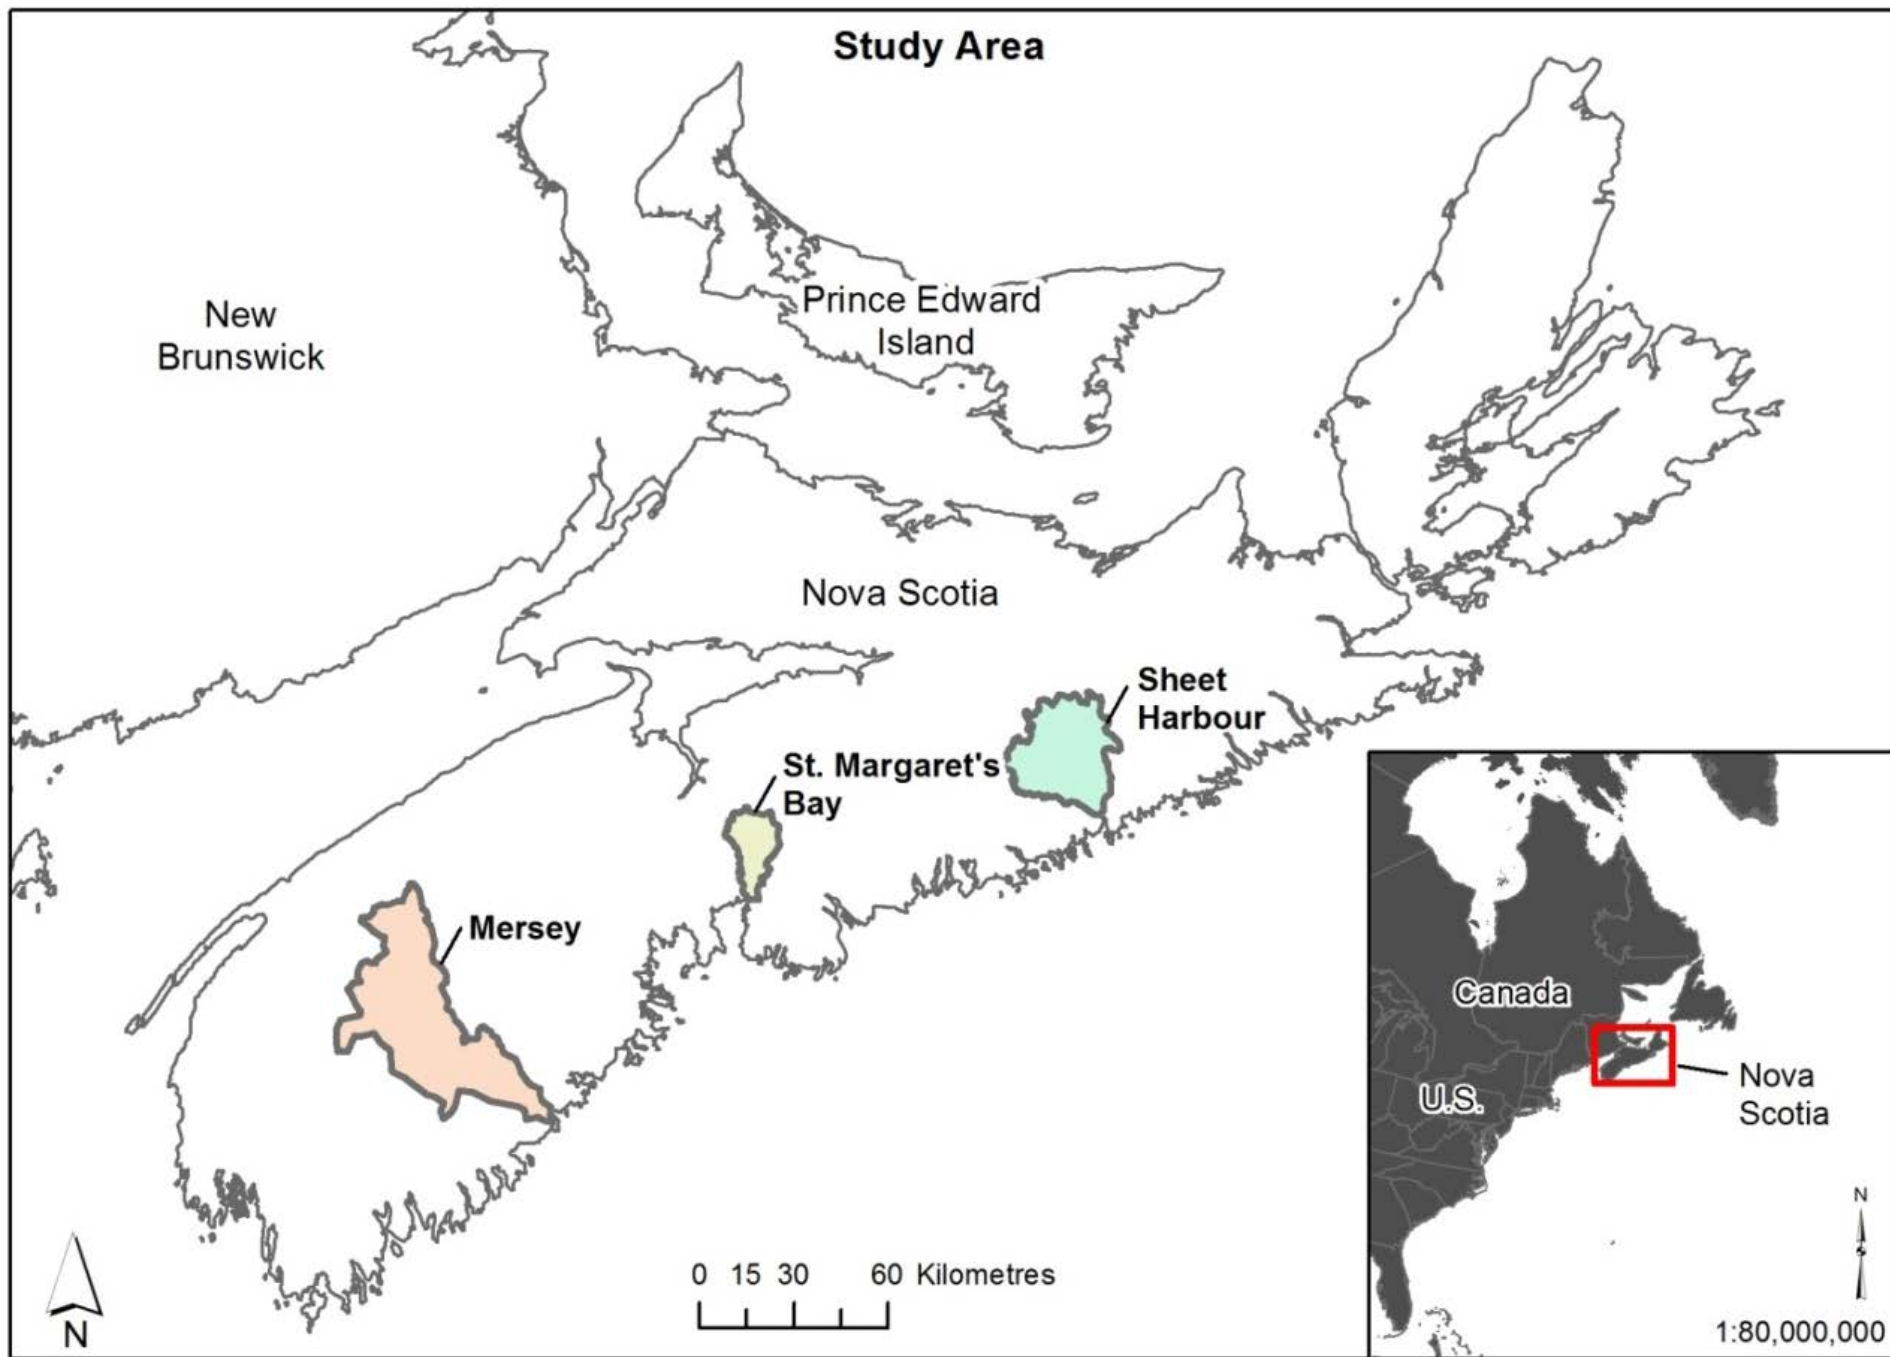 Study Area
New
Brunswick
Prince Edward
Island
Nova Scotia
Sheet
Harbour
St. Margaret's
Bay
Mersey
Canada
U.S.
Nova
Scotia
N
1:80,000,000
0 15 30 60 Kilometres
N